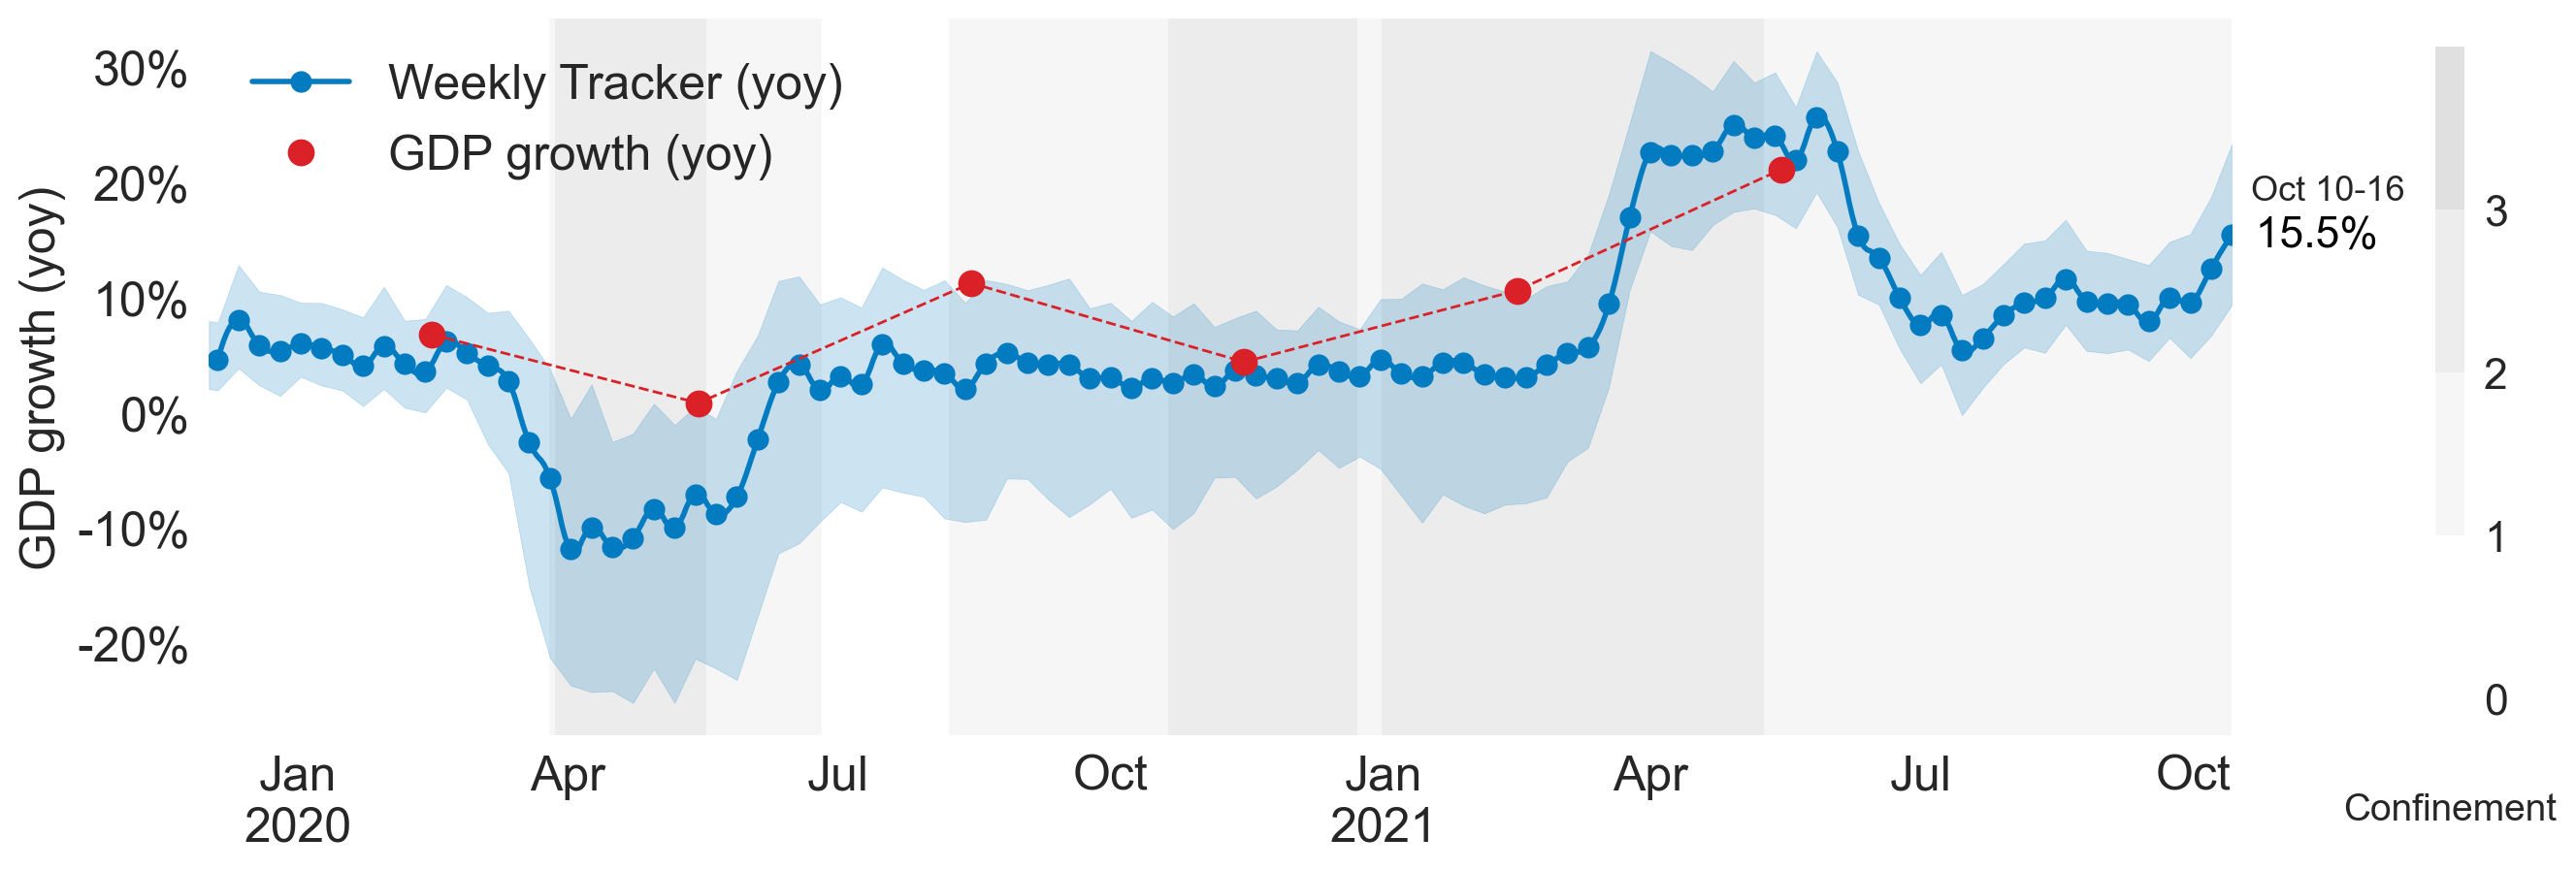 Weekly Tracker (yoy)
GDP growth (yoy)
GDP growth (yoy)
30%
20%
10%
0%
-10%
-20%
Jan
2020
Apr
Jul
Oct
Jan
2021
Apr
Jul
Oct
Oct 10-16
15.5%
3
2
1
0
Confinement